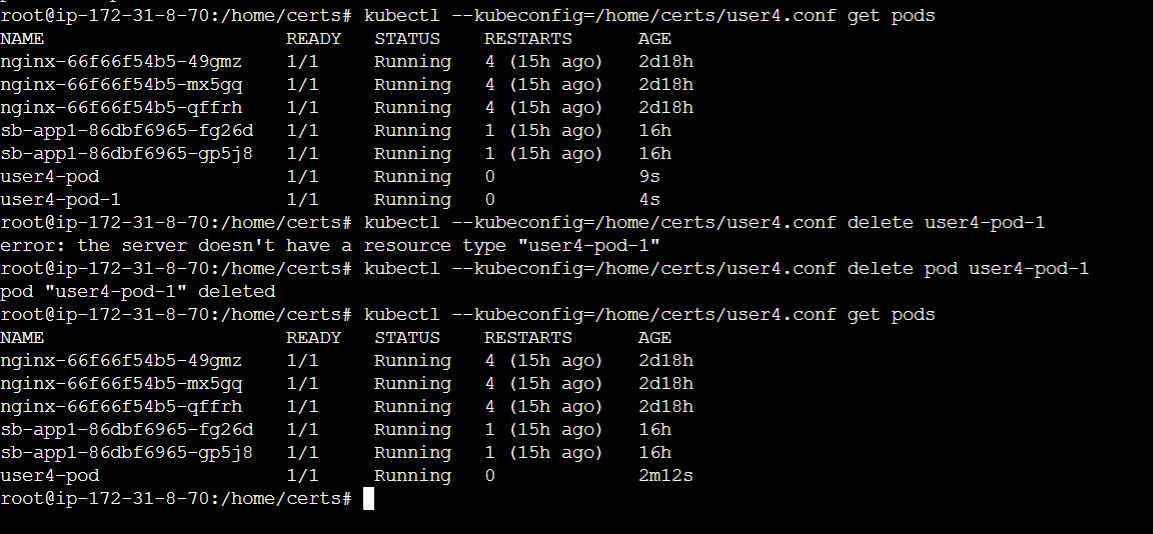 root@ip-172-31-8-70:/home/certs# kubectl --kubeconfig=/home/certs/user4.conf get pods
NAME READY STATUS RESTARTS AGE
nginx-66f66f54b5-49gmz 1/1 Running 4 (15h ago) 2d18h
nginx-66f66f54b5-mx5gq 1/1 Running 4 (15h ago) 2d18h
nginx-66f66f54b5-qffrh 1/1 Running 4 (15h ago) 2d18h
sb-app1-86dbf6965-fg26d 1/1 Running 1 (15h ago) 16h
sb-app1-86dbf6965-gp5j8 1/1 Running 1 (15h ago) 16h
user4-pod 1/1 Running 0 9s
user4-pod-1 1/1 Running 0 4s
root@ip-172-31-8-70:/home/certs# kubectl --kubeconfig=/home/certs/user4.conf delete user4-pod-1
error: the server doesn't have a resource type "user4-pod-1"
root@ip-172-31-8-70:/home/certs# kubectl --kubeconfig=/home/certs/user4.conf delete pod user4-pod-1
pod "user4-pod-1" deleted
root@ip-172-31-8-70:/home/certs# kubectl --kubeconfig=/home/certs/user4.conf get pods
NAME READY STATUS RESTARTS AGE
nginx-66f66f54b5-49gmz 1/1 Running 4 (15h ago) 2d18h
nginx-66f66f54b5-mx5gq 1/1 Running 4 (15h ago) 2d18h
nginx-66f66f54b5-qffrh 1/1 Running 4 (15h ago) 2d18h
sb-app1-86dbf6965-fg26d 1/1 Running 1 (15h ago) 16h
sb-app1-86dbf6965-gp5j8 1/1 Running 1 (15h ago) 16h
user4-pod 1/1 Running 0 2m12s
root@ip-172-31-8-70:/home/certs#